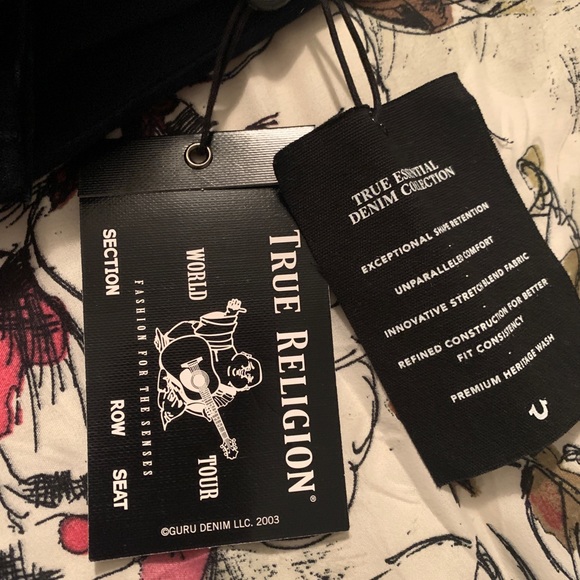 TRUE RELIGION®
WORLD TOUR
FASHION FOR THE SENSES
SECTION ROW SEAT
©GURU DENIM LLC. 2003
TRUE ESSENTIAL
DENIM COLLECTION
EXCEPTIONAL SHAPE RETENTION
UNPARALLELED COMFORT
INNOVATIVE STRETCH BLEND FABRIC
REFINED CONSTRUCTION FOR BETTER
FIT CONSISTENCY
PREMIUM HERITAGE WASH